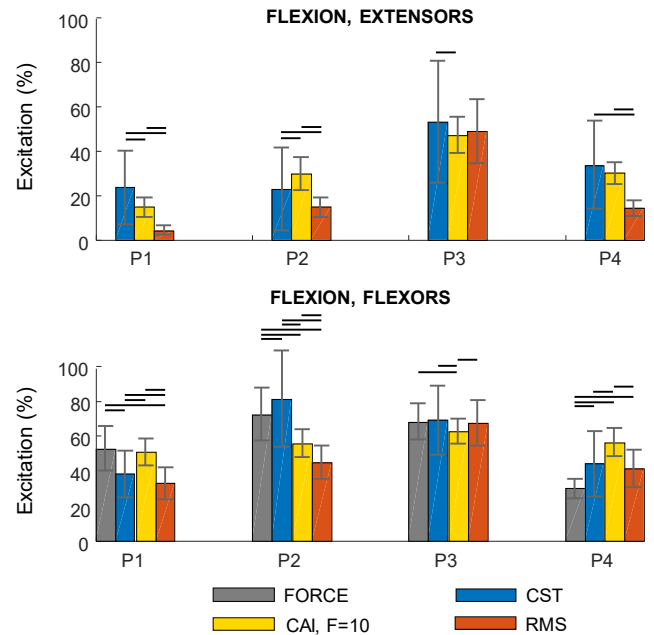 FLEXION, EXTENSORS
Excitation (%)
100
80
60
40
20
0
P1 P2 P3 P4
FLEXION, FLEXORS
Excitation (%)
100
80
60
40
20
0
P1 P2 P3 P4
FORCE CST
CAI, F=10 RMS